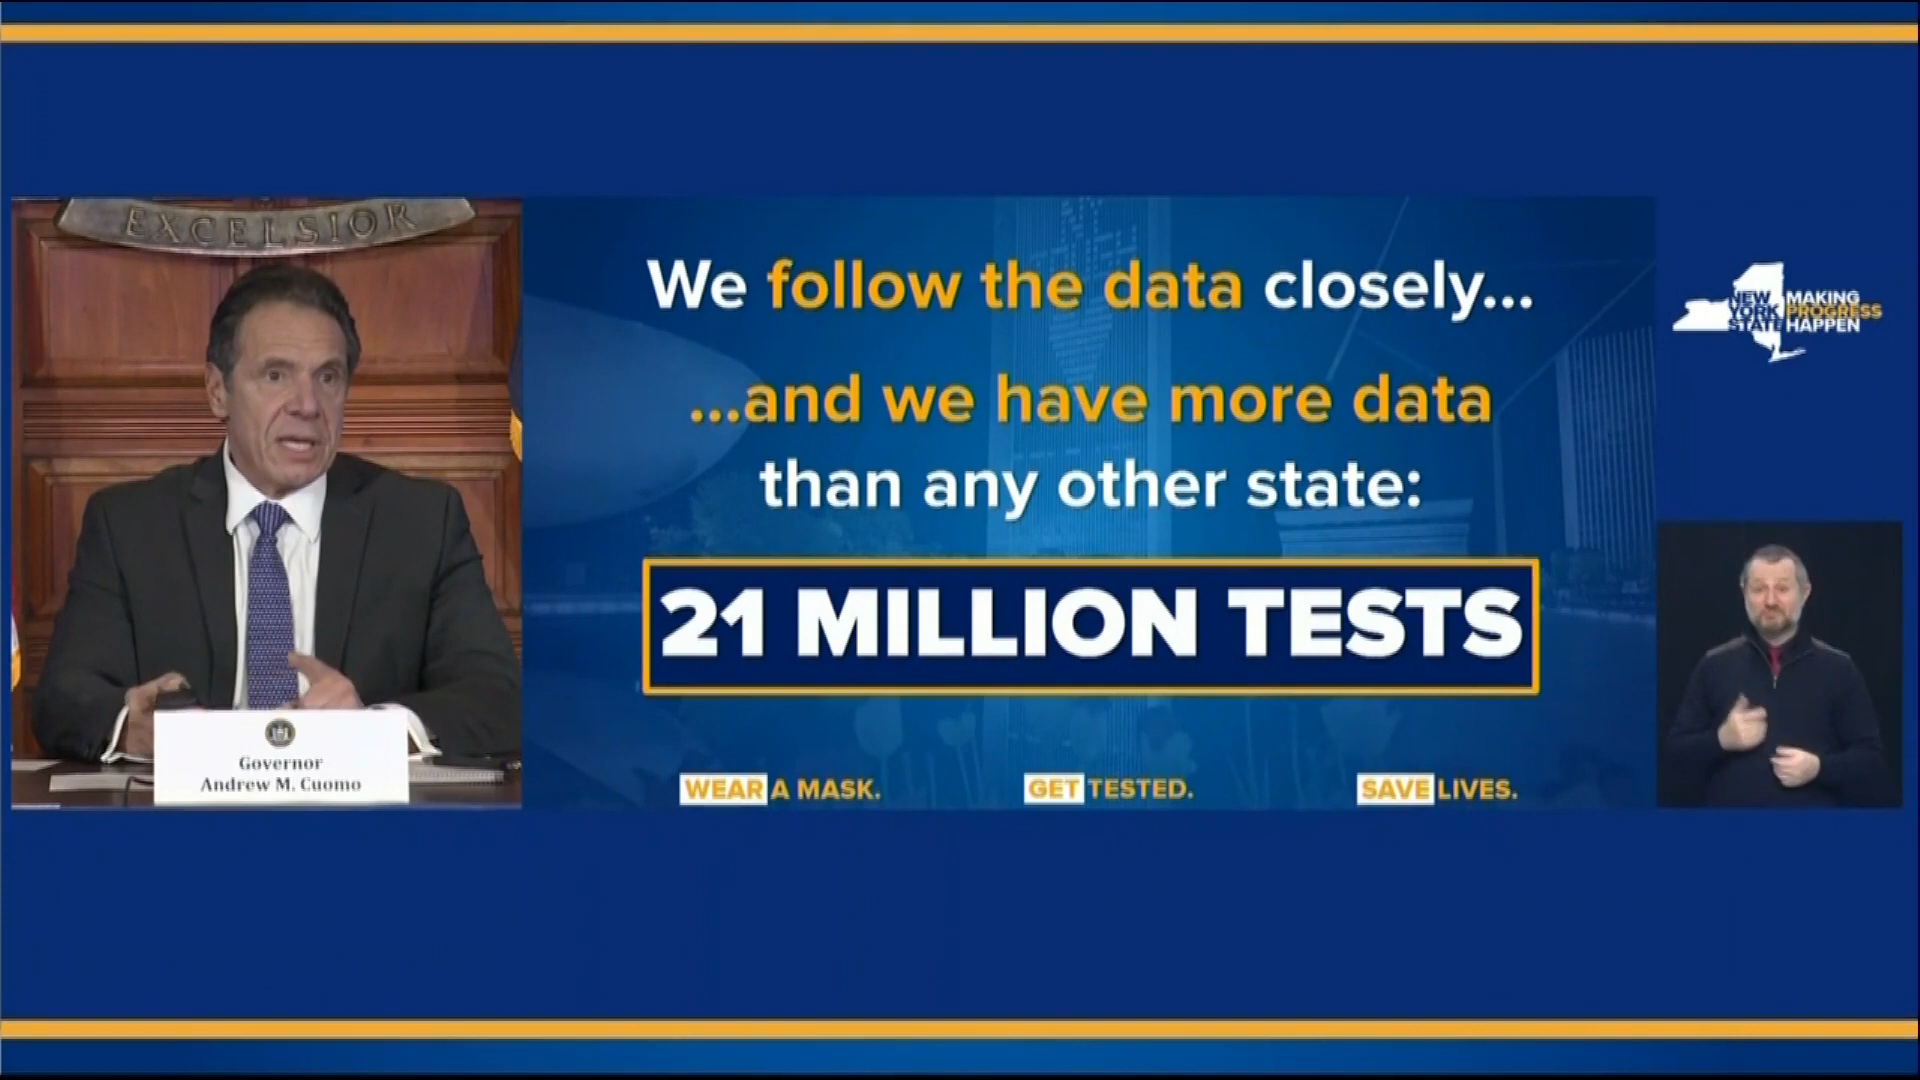 EXCELSIOR
Governor
Andrew M. Cuomo
We follow the data closely...
...and we have more data
than any other state:
21 MILLION TESTS
WEAR A MASK. GET TESTED. SAVE LIVES.
NEW YORK STATE
MAKING PROGRESS HAPPEN